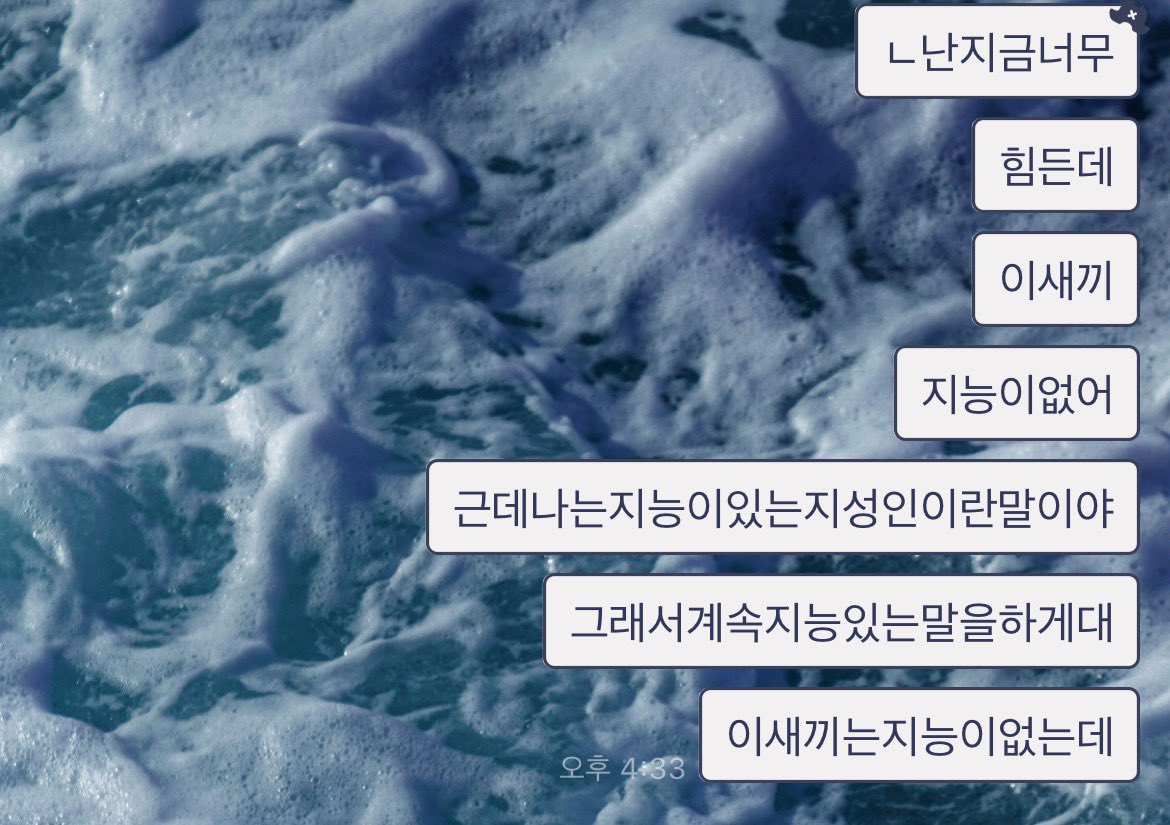 ㄴ난지금너무
힘든데
이새끼
지능이없어
근데나는지능이있는지성인이란말이야
그래서계속지능있는말을하게대
이새끼는지능이없는데
오후 4:33